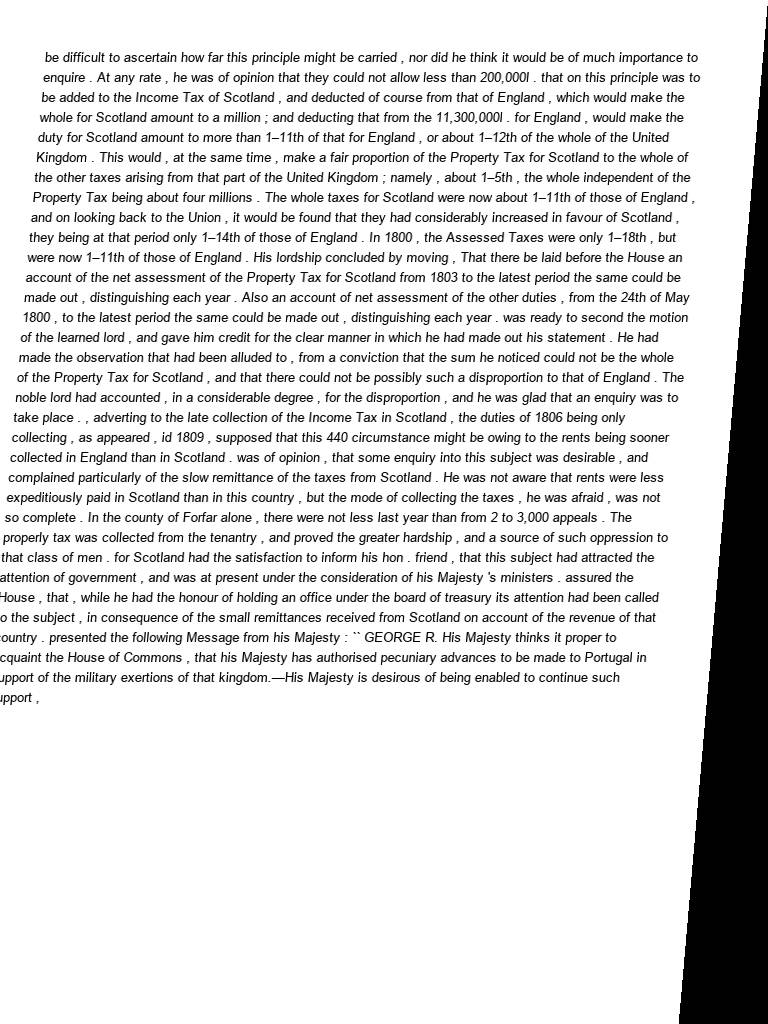 be difficult to ascertain how far this principle might be carried , nor did he think it would be of much importance to
enquire . At any rate , he was of opinion that they could not allow less than 200,000l . that on this principle was to
be added to the Income Tax of Scotland , and deducted of course from that of England , which would make the
whole for Scotland amount to a million ; and deducting that from the 11,300,000l . for England , would make the
duty for Scotland amount to more than 1–11th of that for England , or about 1–12th of the whole of the United
Kingdom . This would , at the same time , make a fair proportion of the Property Tax for Scotland to the whole of
the other taxes arising from that part of the United Kingdom ; namely , about 1–5th , the whole independent of the
Property Tax being about four millions . The whole taxes for Scotland were now about 1–11th of those of England ,
and on looking back to the Union , it would be found that they had considerably increased in favour of Scotland ,
they being at that period only 1–14th of those of England . In 1800 , the Assessed Taxes were only 1–18th , but
were now 1–11th of those of England . His lordship concluded by moving , That there be laid before the House an
account of the net assessment of the Property Tax for Scotland from 1803 to the latest period the same could be
made out , distinguishing each year . Also an account of net assessment of the other duties , from the 24th of May
1800 , to the latest period the same could be made out , distinguishing each year . was ready to second the motion
of the learned lord , and gave him credit for the clear manner in which he had made out his statement . He had
made the observation that had been alluded to , from a conviction that the sum he noticed could not be the whole
of the Property Tax for Scotland , and that there could not be possibly such a disproportion to that of England . The
noble lord had accounted , in a considerable degree , for the disproportion , and he was glad that an enquiry was to
take place . , adverting to the late collection of the Income Tax in Scotland , the duties of 1806 being only
collecting , as appeared , id 1809 , supposed that this 440 circumstance might be owing to the rents being sooner
collected in England than in Scotland . was of opinion , that some enquiry into this subject was desirable , and
complained particularly of the slow remittance of the taxes from Scotland . He was not aware that rents were less
expeditiously paid in Scotland than in this country , but the mode of collecting the taxes , he was afraid , was not
so complete . In the county of Forfar alone , there were not less last year than from 2 to 3,000 appeals . The
properly tax was collected from the tenantry , and proved the greater hardship , and a source of such oppression to
that class of men . for Scotland had the satisfaction to inform his hon . friend , that this subject had attracted the
attention of government , and was at present under the consideration of his Majesty 's ministers . assured the
House , that , while he had the honour of holding an office under the board of treasury its attention had been called
o the subject , in consequence of the small remittances received from Scotland on account of the revenue of that
country . presented the following Message from his Majesty : `` GEORGE R. His Majesty thinks it proper to
cquaint the House of Commons , that his Majesty has authorised pecuniary advances to be made to Portugal in
upport of the military exertions of that kingdom.—His Majesty is desirous of being enabled to continue such
upport ,